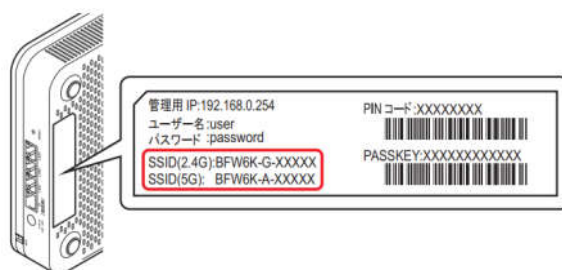 管理用 IP:192.168.0.254
ユーザー名:user
パスワード :password
SSID(2.4G):BFW6K-G-XXXXX
SSID(5G): BFW6K-A-XXXXX
PIN コード:XXXXXXXX
PASSKEY:XXXXXXXXXXXX